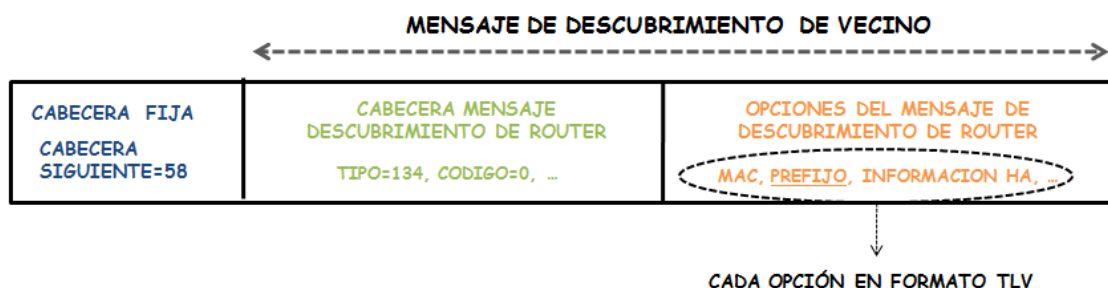 MENSAJE DE DESCUBRIMIENTO DE VECINO
CABECERA FIJA
CABECERA
SIGUIENTE=58
CABECERA MENSAJE
DESCUBRIMIENTO DE ROUTER
TIPO=134, CODIGO=0, ...
OPCIONES DEL MENSAJE DE
DESCUBRIMIENTO DE ROUTER
MAC, PREFIJO, INFORMACION HA, ...
CADA OPCIÓN EN FORMATO TLV